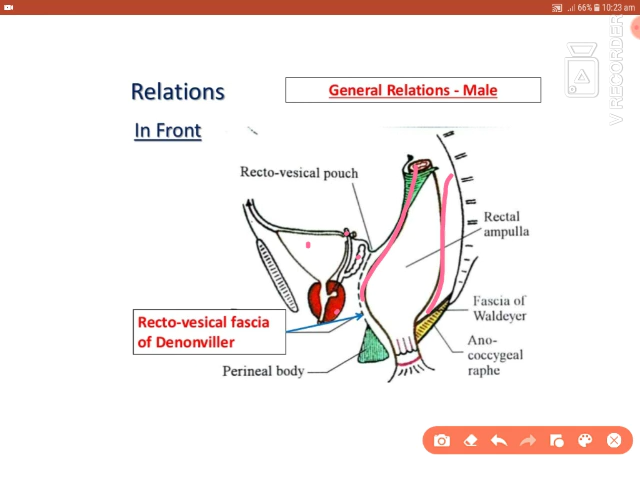 66% 10:23 am
V RECORDER
Relations
General Relations - Male
In Front
Recto-vesical pouch
Rectal
ampulla
Fascia of
Waldeyer
Recto-vesical fascia
of Denonviller
Ano-
coccygeal
raphe
Perineal body